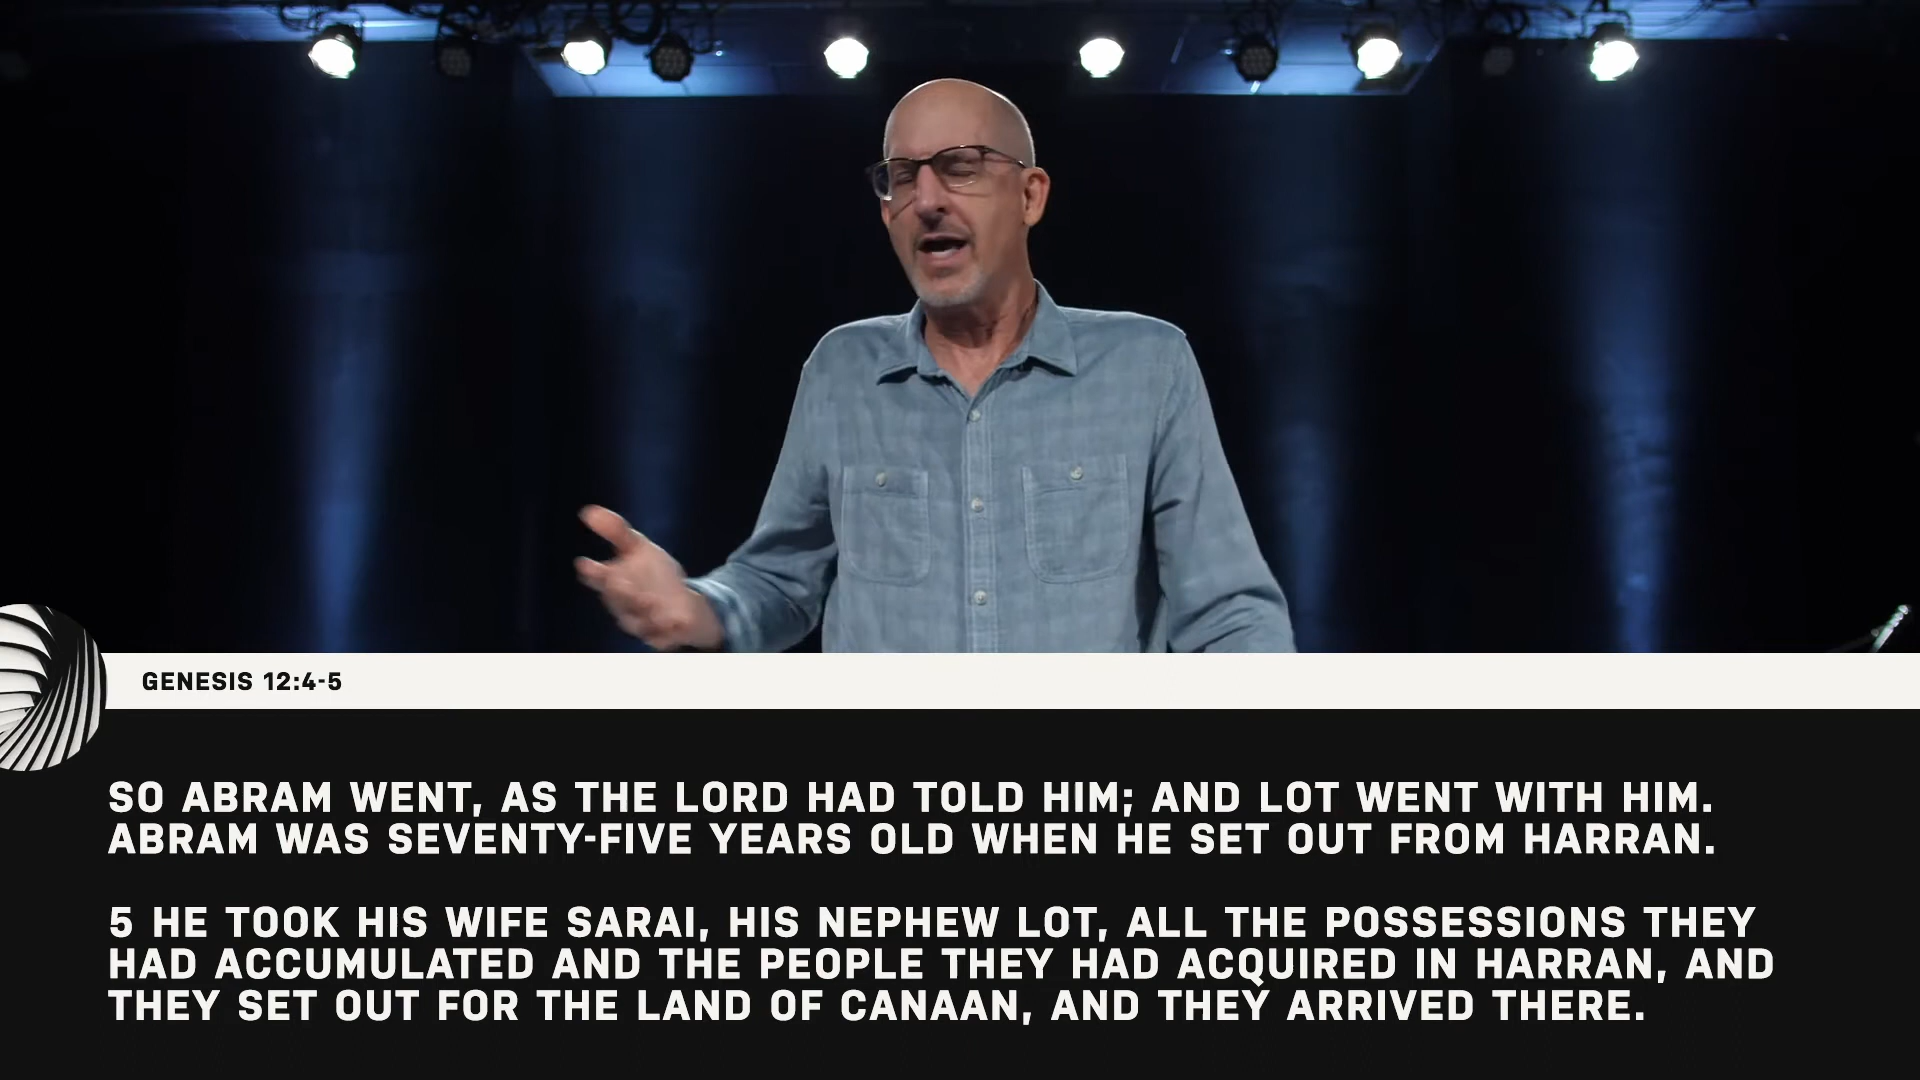 GENESIS 12:4-5
SO ABRAM WENT, AS THE LORD HAD TOLD HIM; AND LOT WENT WITH HIM.
ABRAM WAS SEVENTY-FIVE YEARS OLD WHEN HE SET OUT FROM HARRAN.
5 HE TOOK HIS WIFE SARAI, HIS NEPHEW LOT, ALL THE POSSESSIONS THEY
HAD ACCUMULATED AND THE PEOPLE THEY HAD ACQUIRED IN HARRAN, AND
THEY SET OUT FOR THE LAND OF CANAAN, AND THEY ARRIVED THERE.